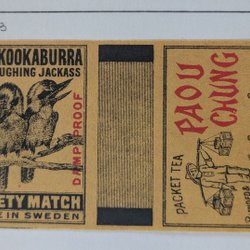 KOOKABURRA
UGHING JACKASS
DAMP PROOF
ETY MATCH
E IN SWEDEN
PAOU
CHUNG
PACKET TEA